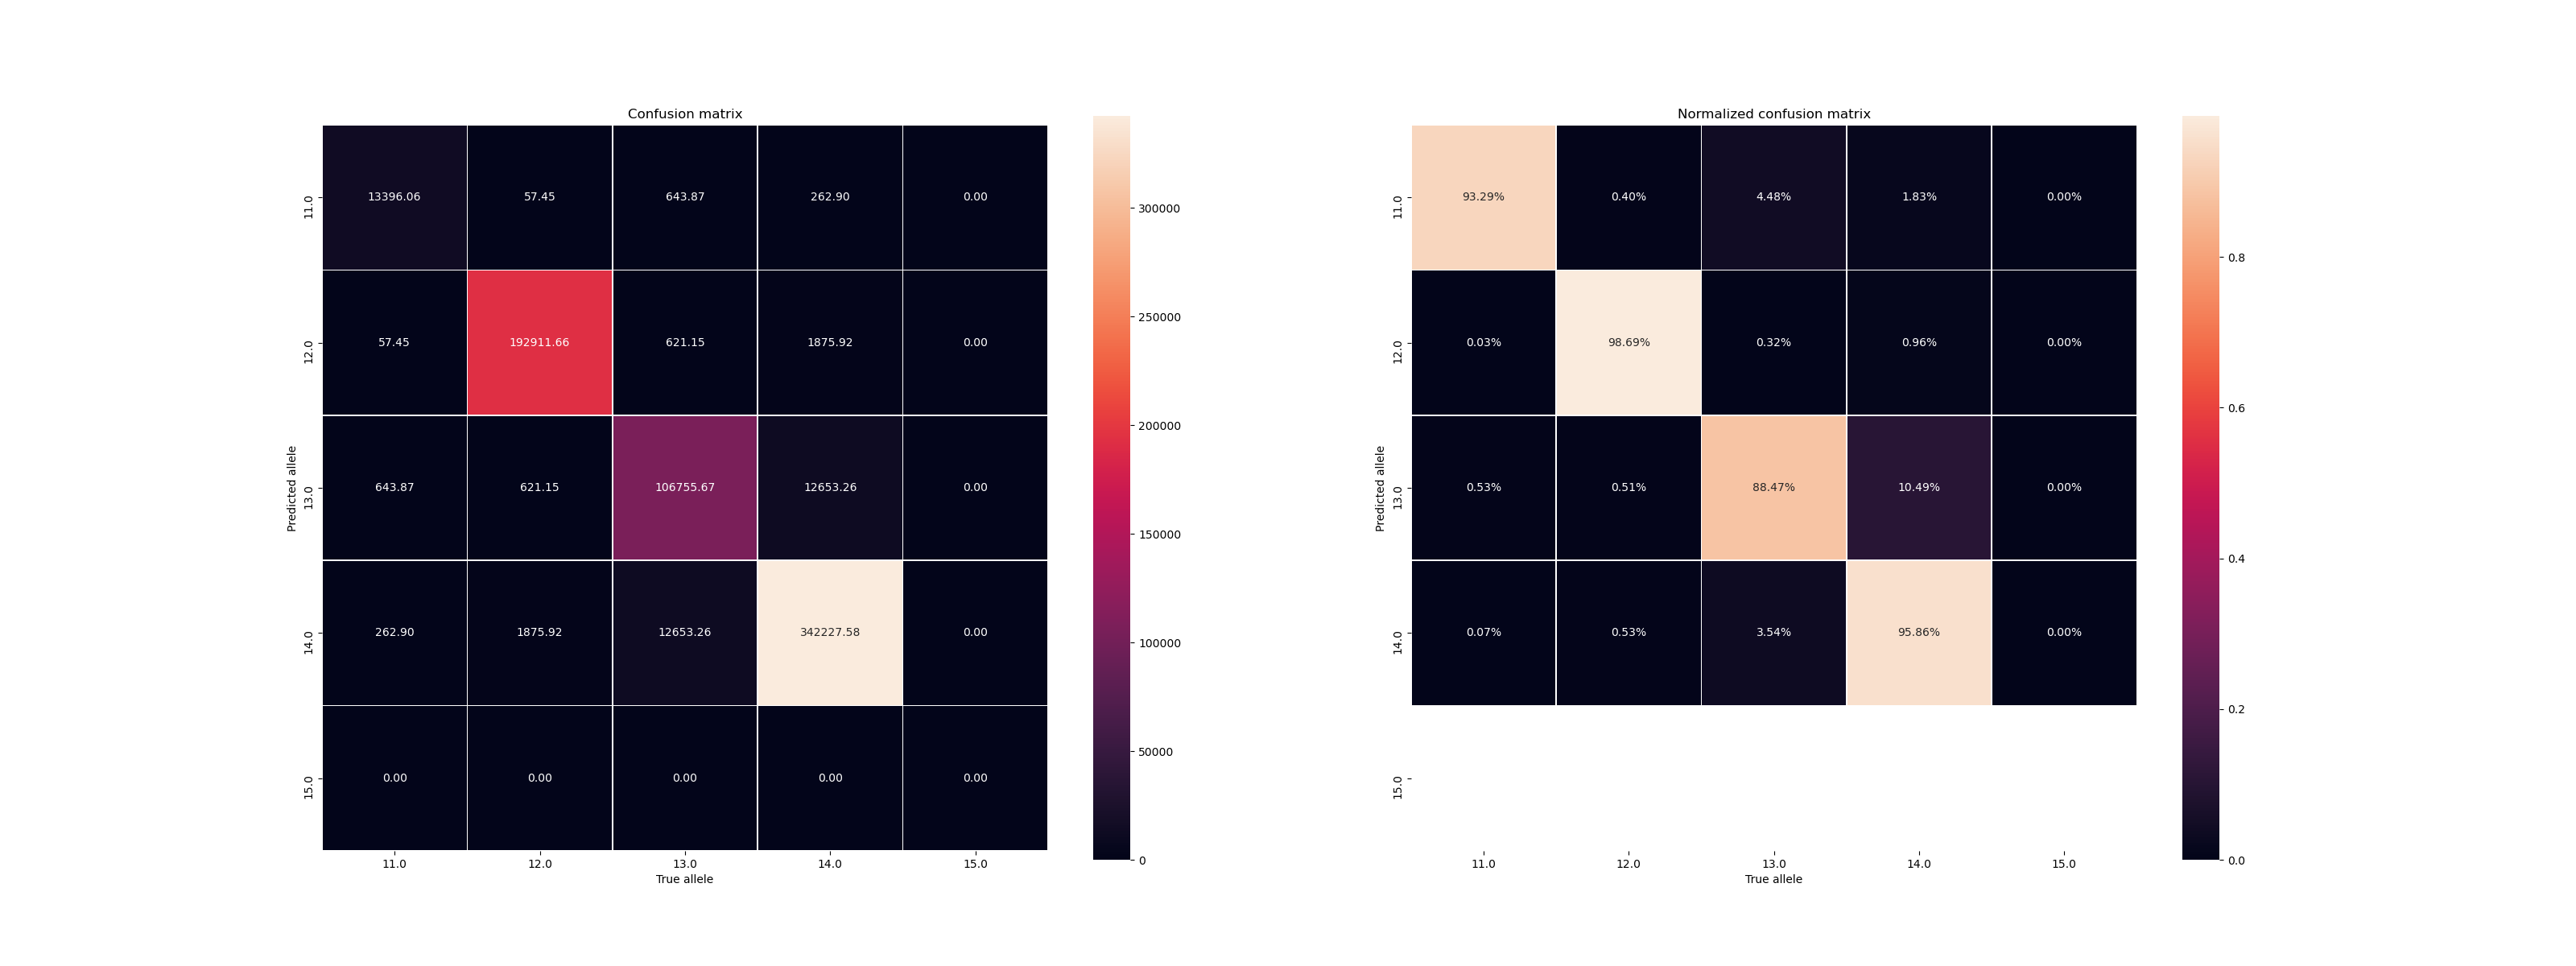 Confusion matrix
11.0 13396.06 57.45 643.87 262.90 0.00
12.0 57.45 192911.66 621.15 1875.92 0.00
13.0 643.87 621.15 106755.67 12653.26 0.00
14.0 262.90 1875.92 12653.26 342227.58 0.00
15.0 0.00 0.00 0.00 0.00 0.00
Predicted allele
11.0 12.0 13.0 14.0 15.0
True allele
300000
250000
200000
150000
100000
50000
0
Normalized confusion matrix
11.0 93.29% 0.40% 4.48% 1.83% 0.00%
12.0 0.03% 98.69% 0.32% 0.96% 0.00%
13.0 0.53% 0.51% 88.47% 10.49% 0.00%
14.0 0.07% 0.53% 3.54% 95.86% 0.00%
15.0
Predicted allele
11.0 12.0 13.0 14.0 15.0
True allele
0.8
0.6
0.4
0.2
0.0